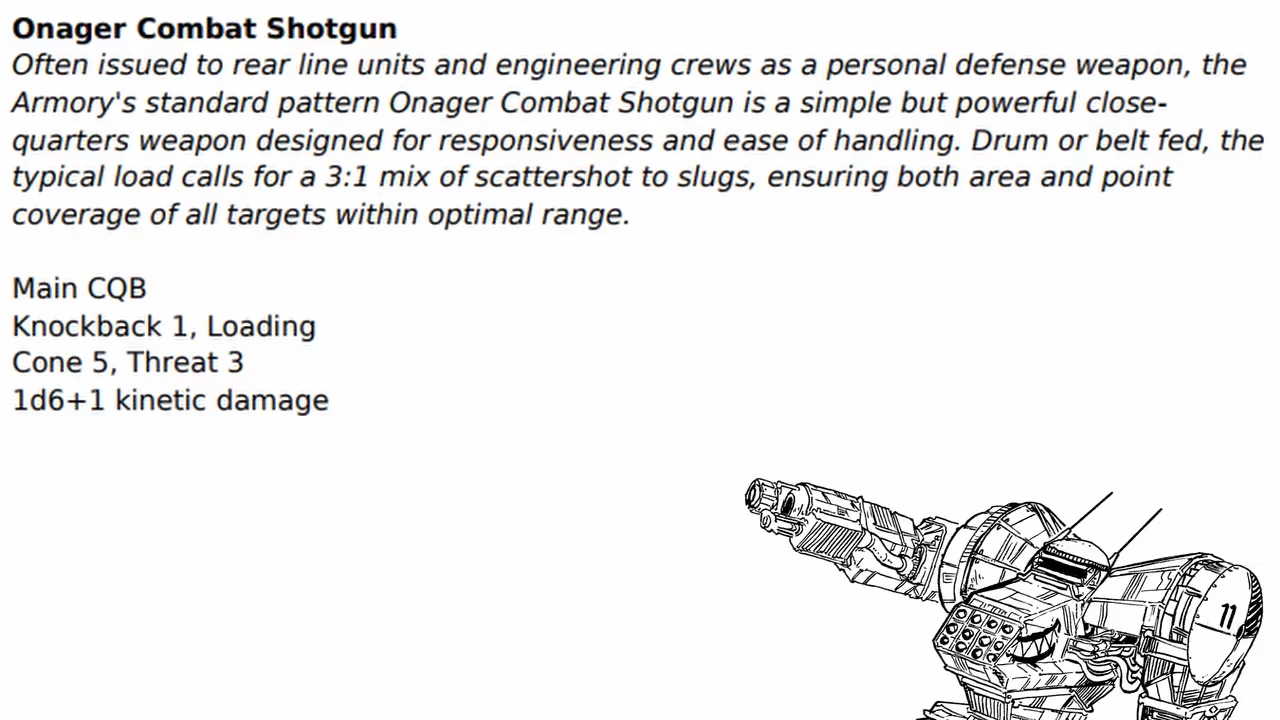 Onager Combat Shotgun
Often issued to rear line units and engineering crews as a personal defense weapon, the
Armory's standard pattern Onager Combat Shotgun is a simple but powerful close-
quarters weapon designed for responsiveness and ease of handling. Drum or belt fed, the
typical load calls for a 3:1 mix of scattershot to slugs, ensuring both area and point
coverage of all targets within optimal range.
Main CQB
Knockback 1, Loading
Cone 5, Threat 3
1d6+1 kinetic damage
11